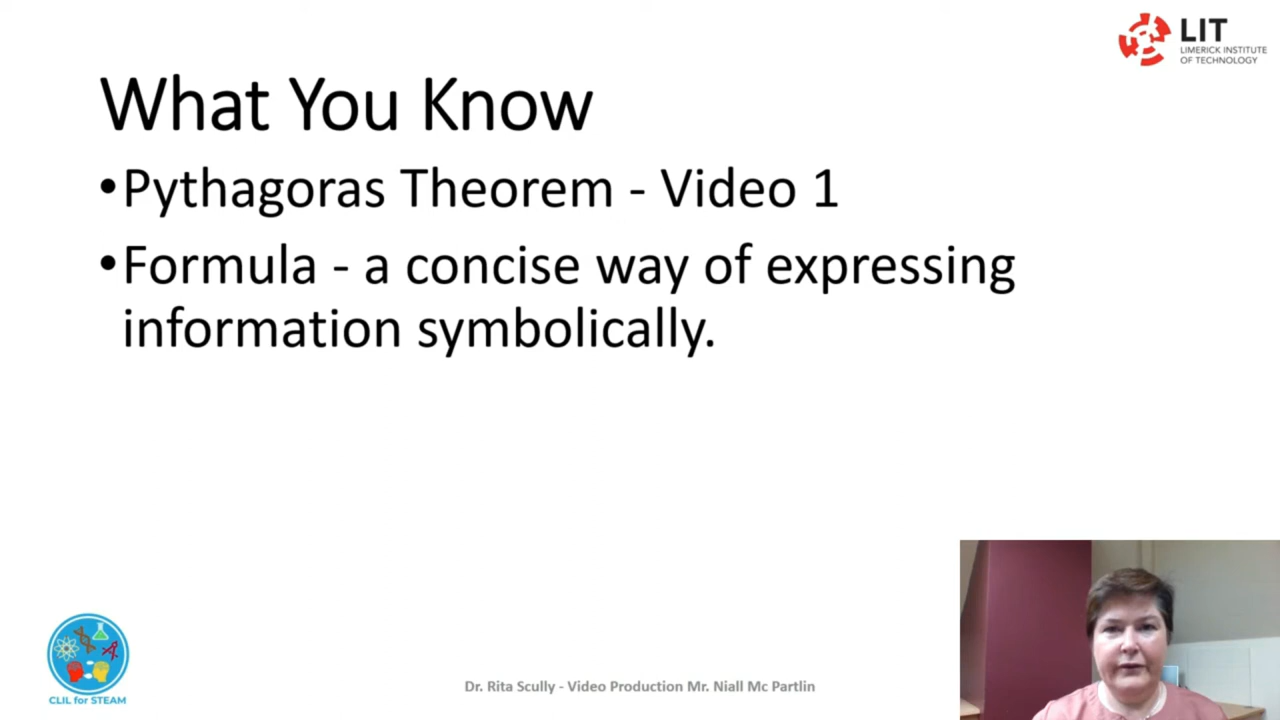 LIT
LIMERICK INSTITUTE
OF TECHNOLOGY
What You Know
•Pythagoras Theorem - Video 1
•Formula - a concise way of expressing
information symbolically.
CLIL for STEAM
Dr. Rita Scully - Video Production Mr. Niall Mc Partlin